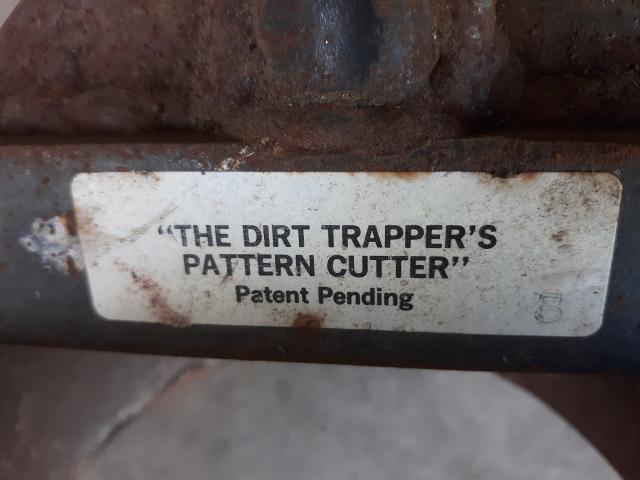 “THE DIRT TRAPPER’S
PATTERN CUTTER”
Patent Pending